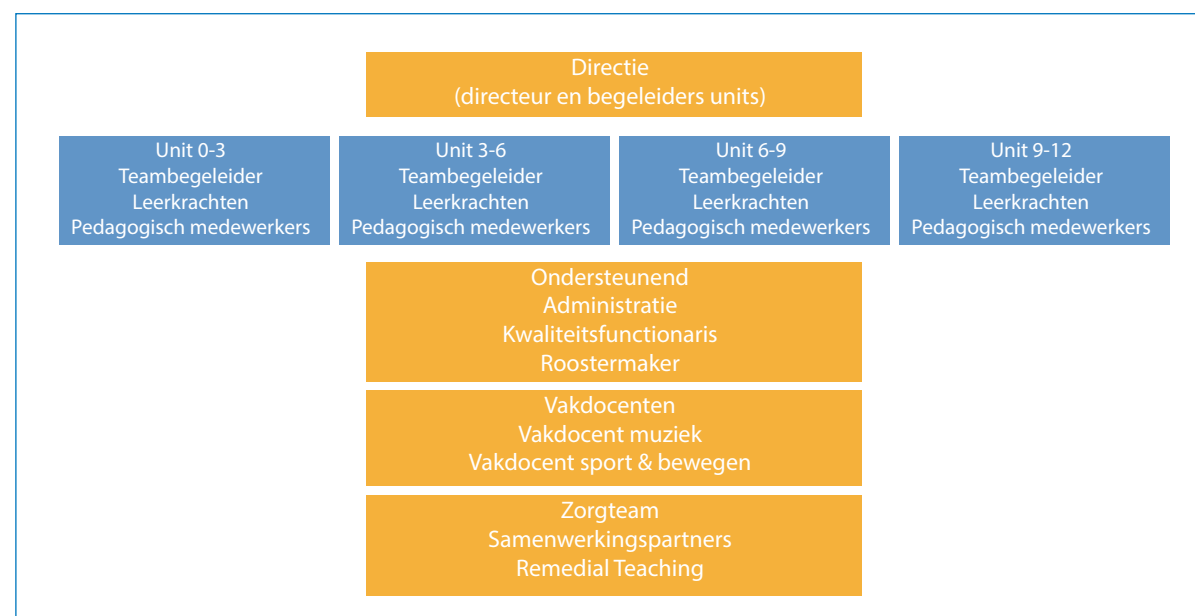 Directie
(directeur en begeleiders units)
Unit 0-3
Teambegeleider
Leerkrachten
Pedagogisch medewerkers
Unit 3-6
Teambegeleider
Leerkrachten
Pedagogisch medewerkers
Unit 6-9
Teambegeleider
Leerkrachten
Pedagogisch medewerkers
Unit 9-12
Teambegeleider
Leerkrachten
Pedagogisch medewerkers
Ondersteunend
Administratie
Kwaliteitsfunctionaris
Roostermaker
Vakdocenten
Vakdocent muziek
Vakdocent sport & bewegen
Zorgteam
Samenwerkingspartners
Remedial Teaching